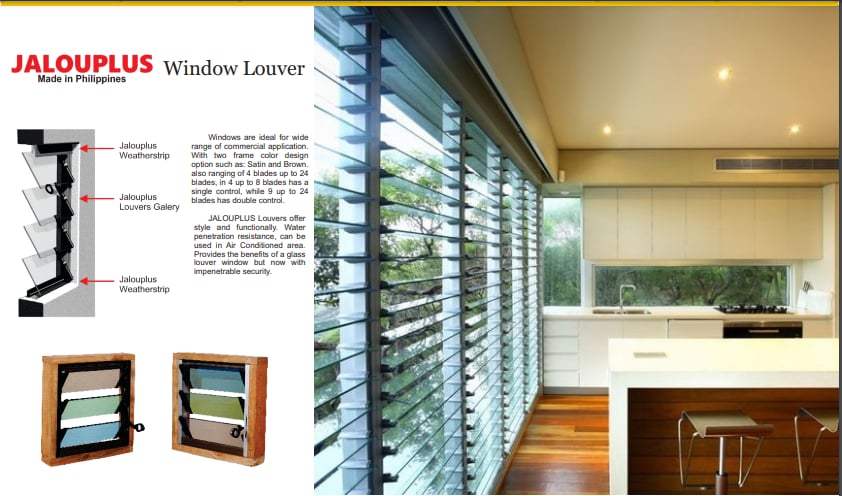 JALOUPLUS
Made in Philippines
Window Louver
Jalouplus
Weatherstrip
Jalouplus
Louvers Galery
Jalouplus
Weatherstrip
Windows are ideal for wide
range of commercial application.
With two frame color design
option such as: Satin and Brown.
also ranging of 4 blades up to 24
blades, in 4 up to 8 blades has a
single control, while 9 up to 24
blades has double control.
JALOUPLUS Louvers offer
style and functionally. Water
penetration resistance, can be
used in Air Conditioned area.
Provides the benefits of a glass
louver window but now with
impenetrable security.